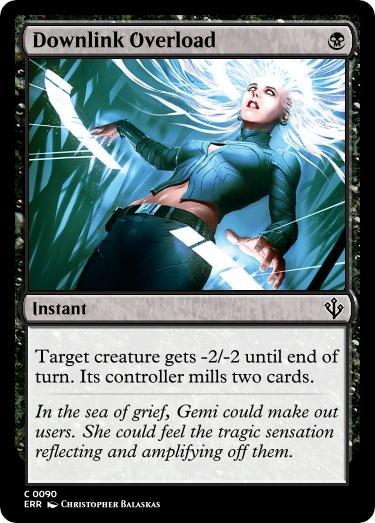 Downlink Overload
Instant
Target creature gets -2/-2 until end of
turn. Its controller mills two cards.
In the sea of grief, Gemi could make out
users. She could feel the tragic sensation
reflecting and amplifying off them.
C 0090
ERR Christopher Balaskas